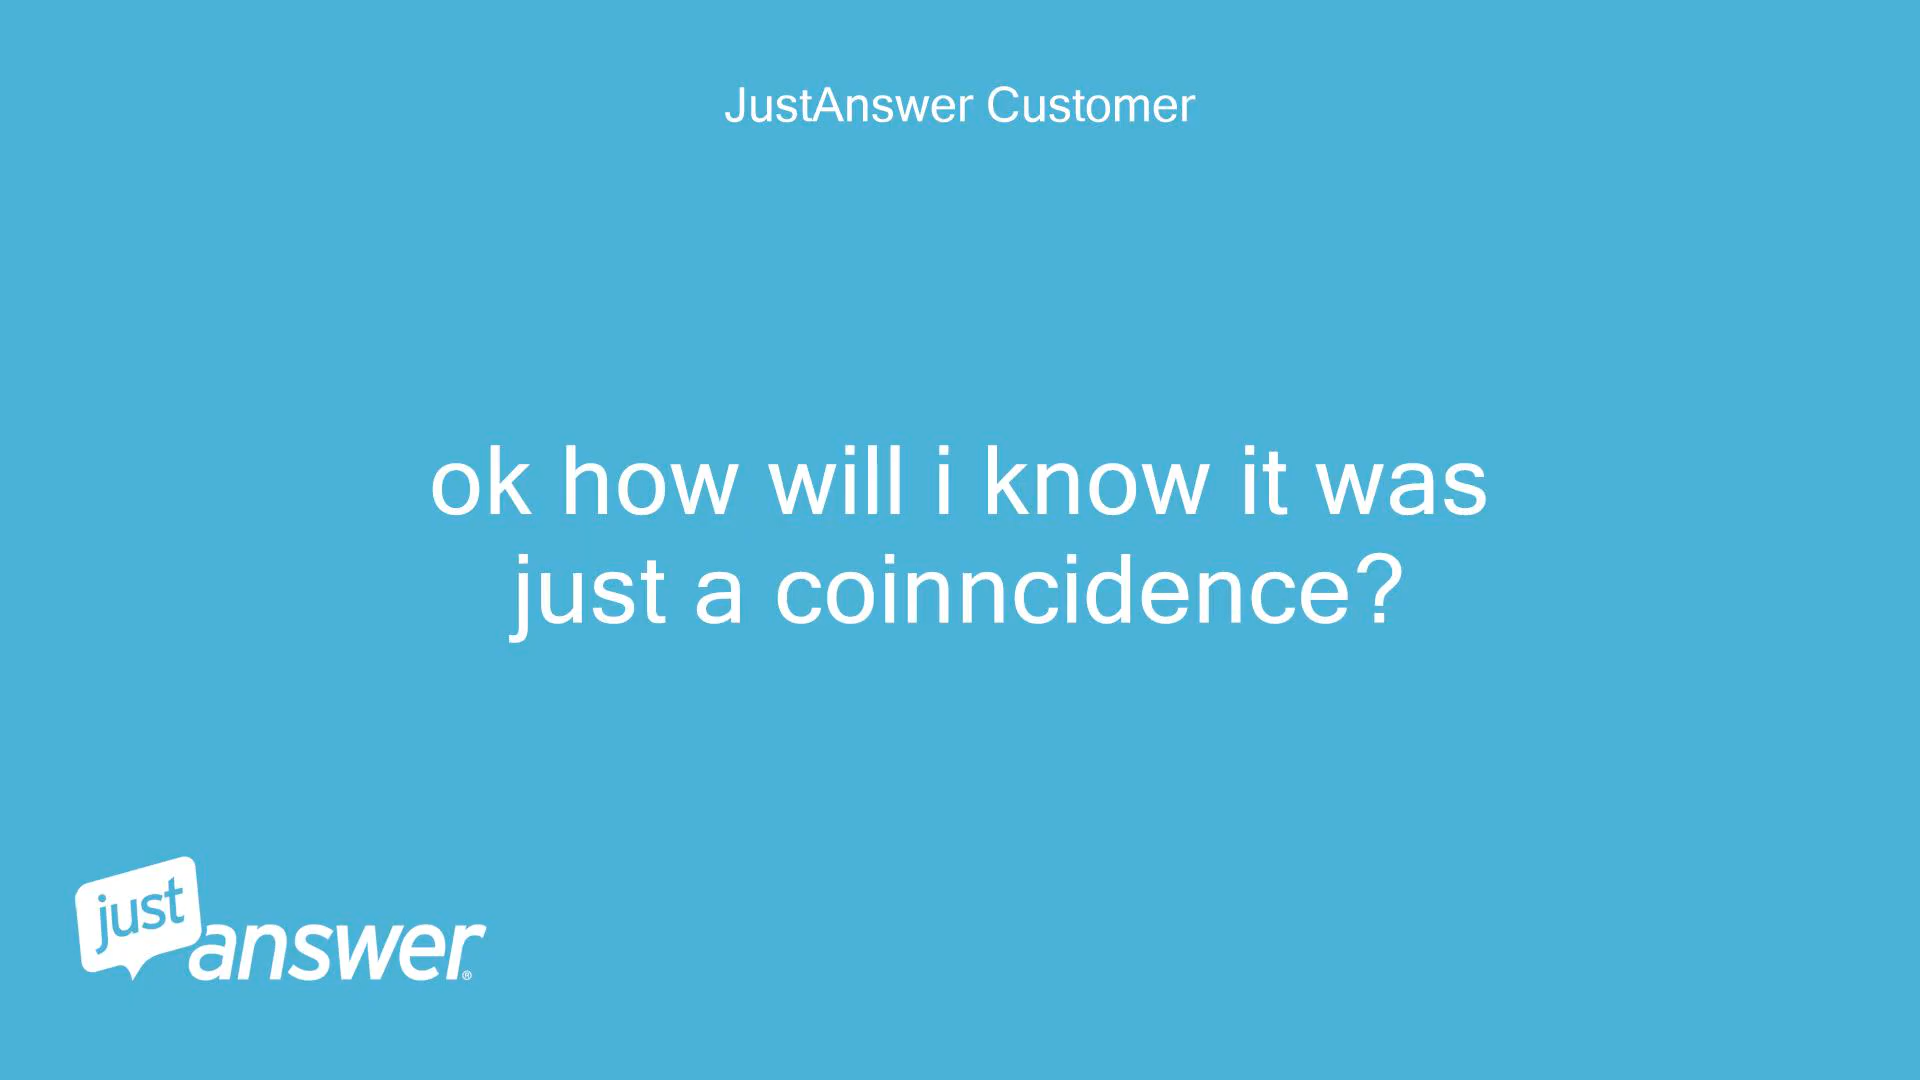 JustAnswer Customer
ok how will i know it was
just a coinncidence?
just
answer®